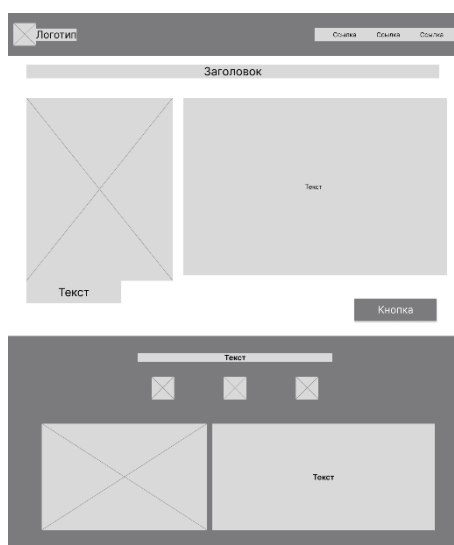 Логотип
Ссылка Ссылка Ссылка
Заголовок
Текст
Текст
Кнопка
Текст
Текст